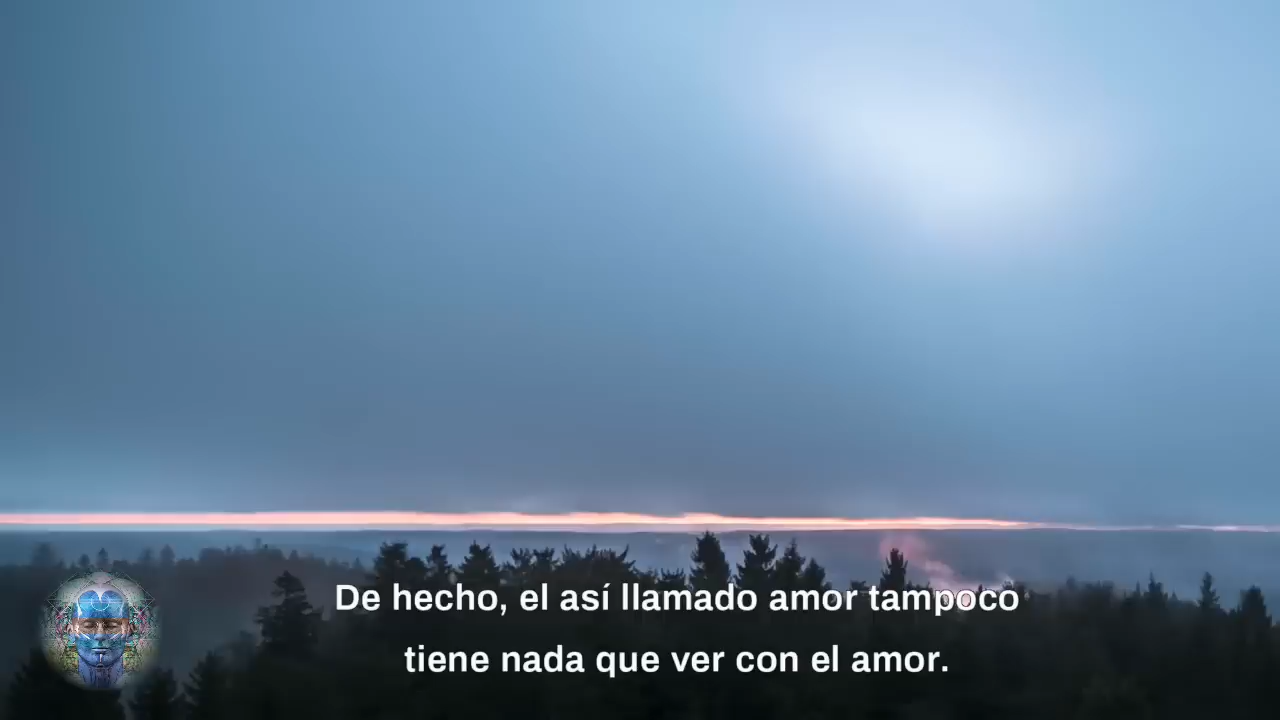 De hecho, el así llamado amor tampoco
tiene nada que ver con el amor.